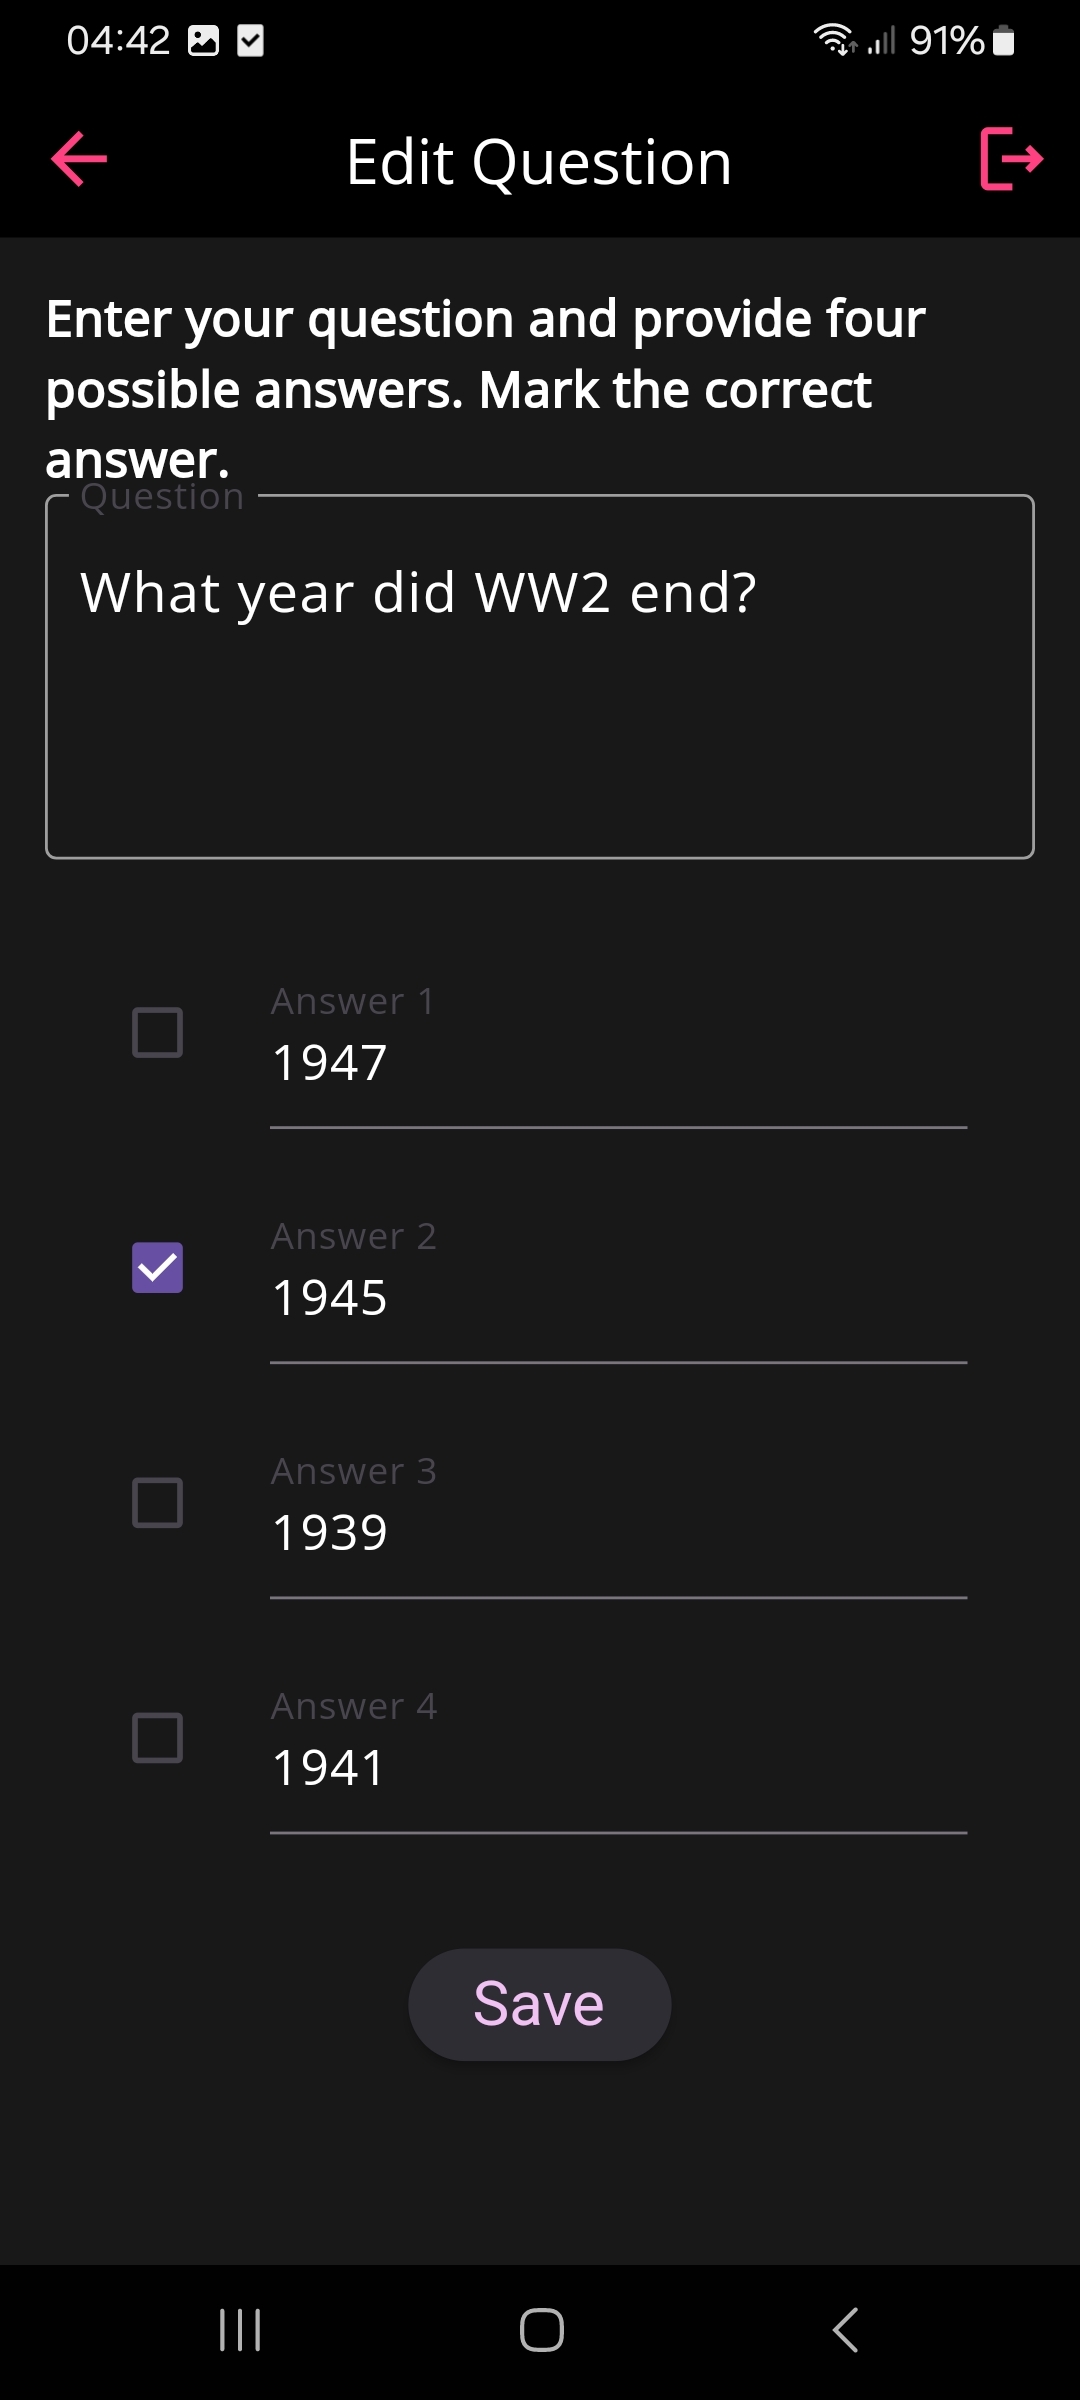 04:42 91%
Edit Question
Enter your question and provide four
possible answers. Mark the correct
answer.
Question
What year did WW2 end?
Answer 1
1947
Answer 2
1945
Answer 3
1939
Answer 4
1941
Save